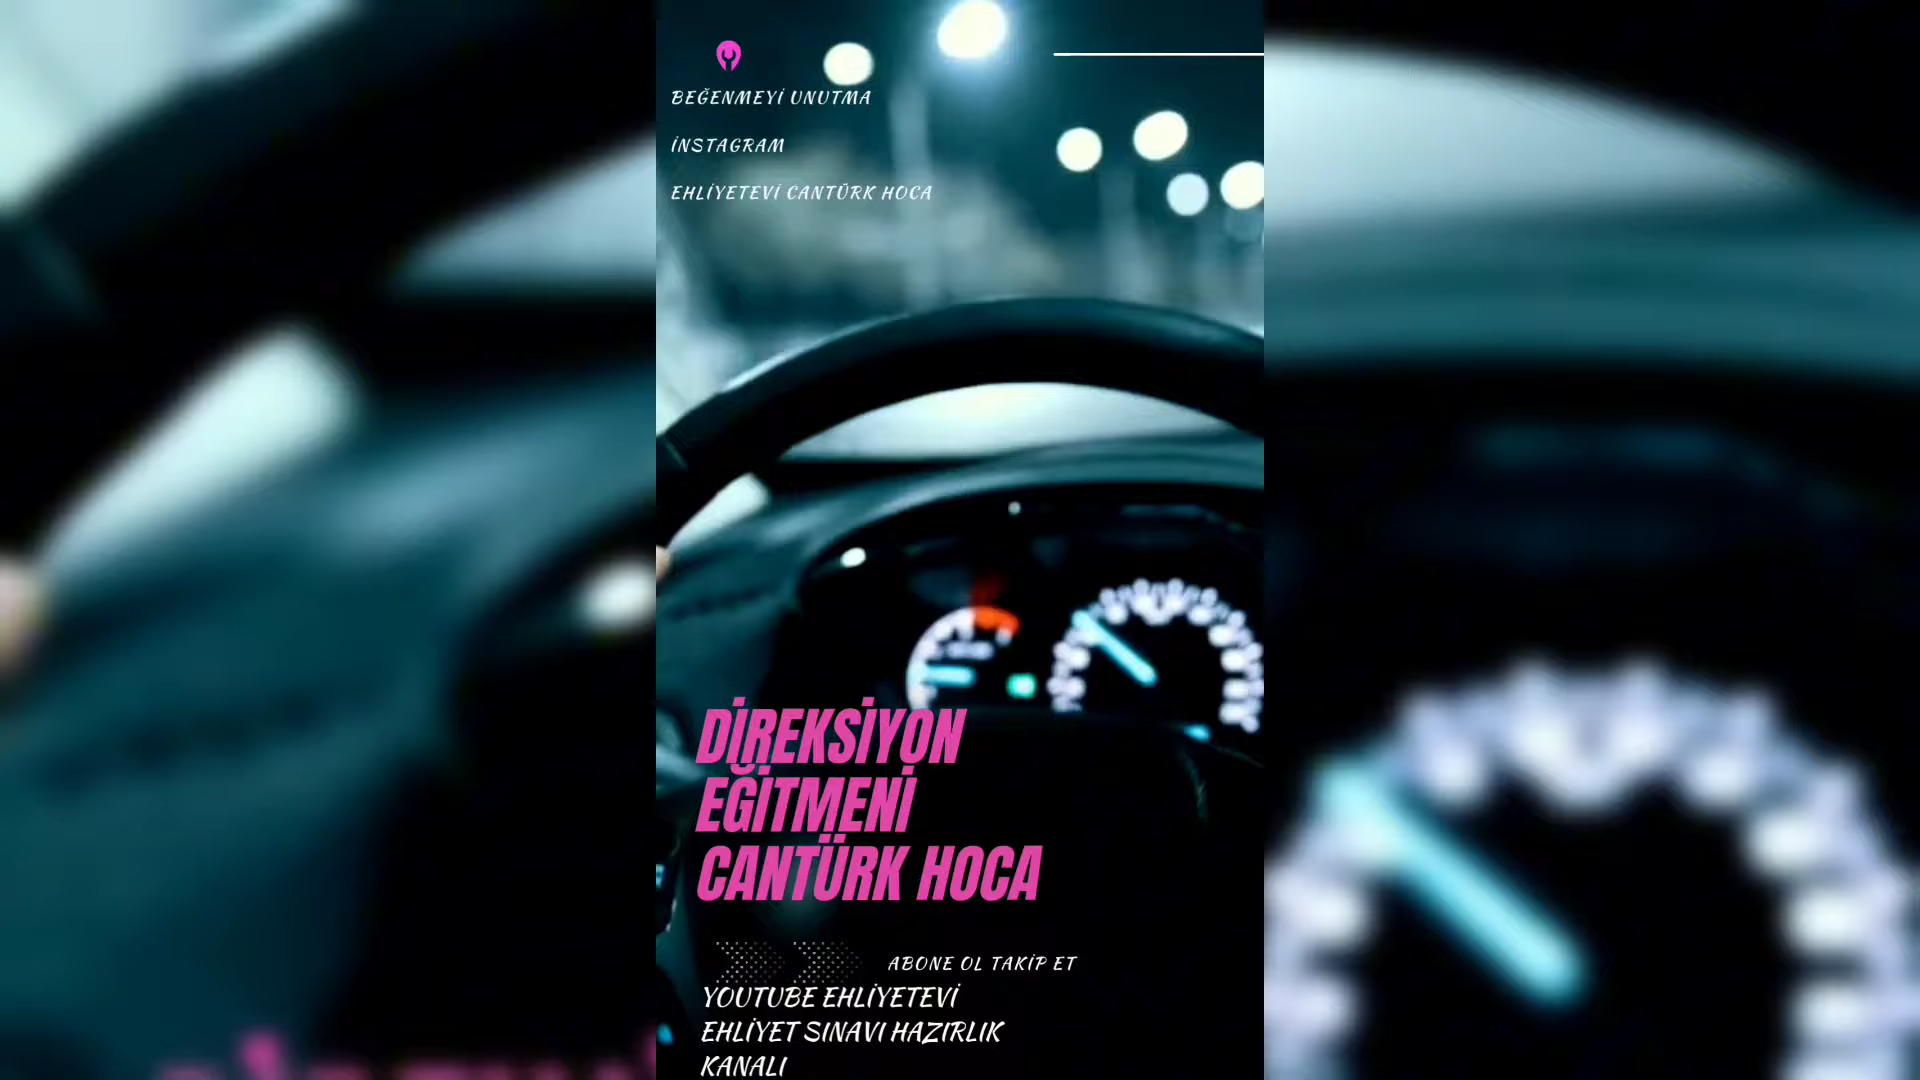 BEĞENMEYİ UNUTMA
İNSTAGRAM
EHLİYETEVİ CANTÜRK HOCA
DİREKSİYON
EĞİTMENİ
CANTÜRK HOCA
ABONE OL TAKİP ET
YOUTUBE EHLİYETEVİ
EHLİYET SINAVI HAZIRLIK
KANALI